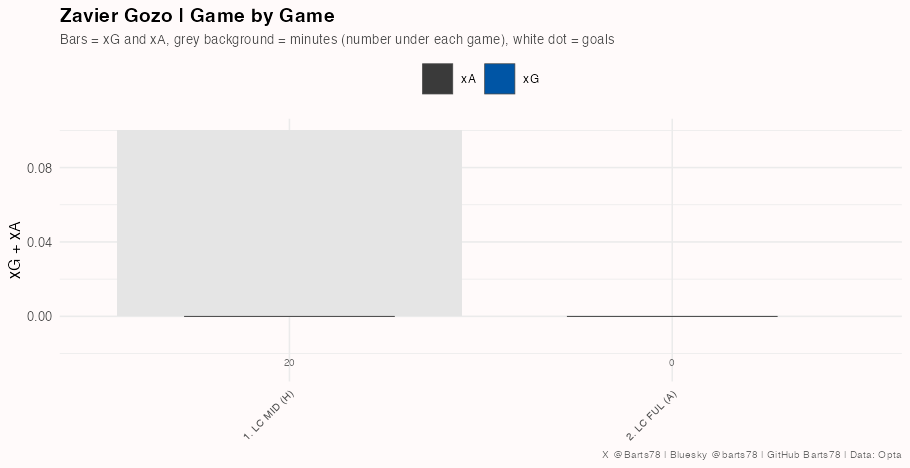 Zavier Gozo | Game by Game
Bars = xG and xA, grey background = minutes (number under each game), white dot = goals
xA xG
xG + xA
0.08
0.04
0.00
20 0
1. LC MID (H) 2. LC FUL (A)
X @Barts78 | Bluesky @barts78 | GitHub Barts78 | Data: Opta